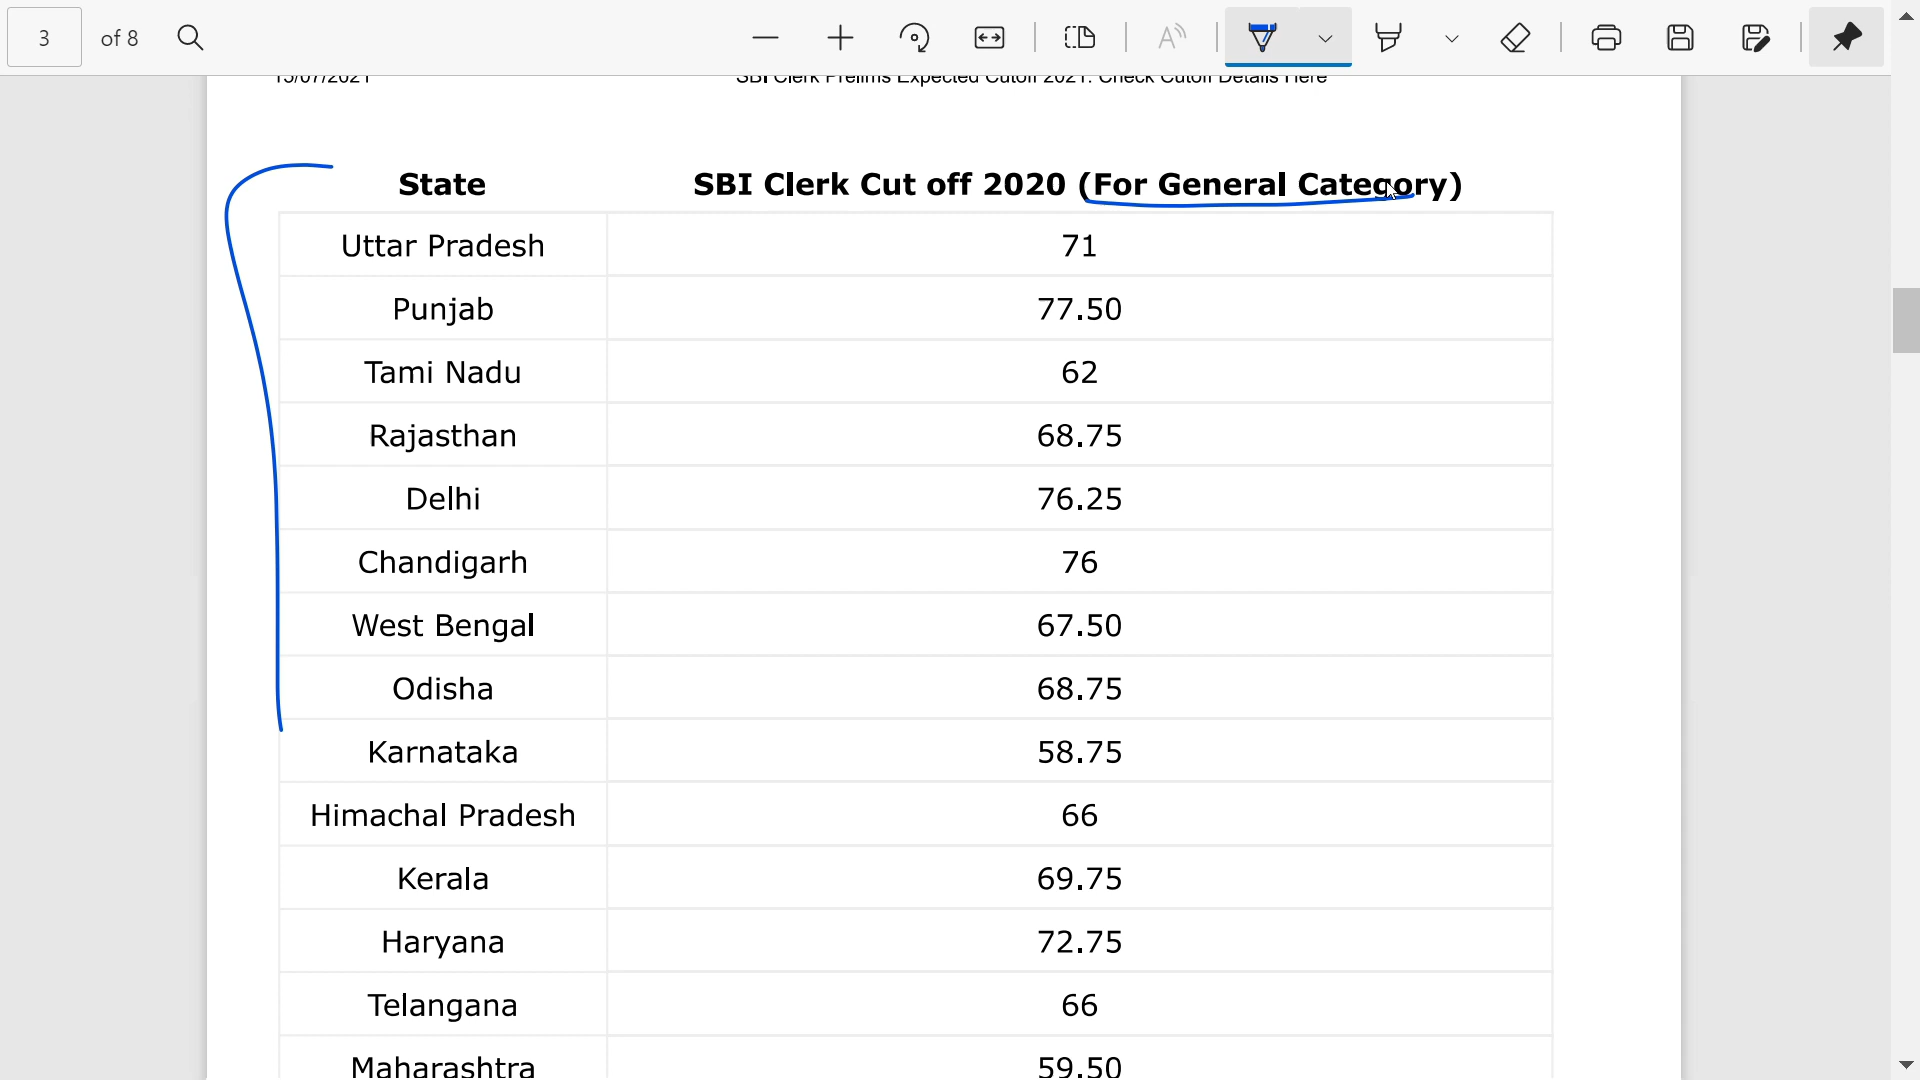 3 of 8
15/07/2021 SBI Clerk Prelims Expected Cutoff 2021: Check Cutoff Details Here
State SBI Clerk Cut off 2020 (For General Category)
Uttar Pradesh 71
Punjab 77.50
Tami Nadu 62
Rajasthan 68.75
Delhi 76.25
Chandigarh 76
West Bengal 67.50
Odisha 68.75
Karnataka 58.75
Himachal Pradesh 66
Kerala 69.75
Haryana 72.75
Telangana 66
Maharashtra 59.50